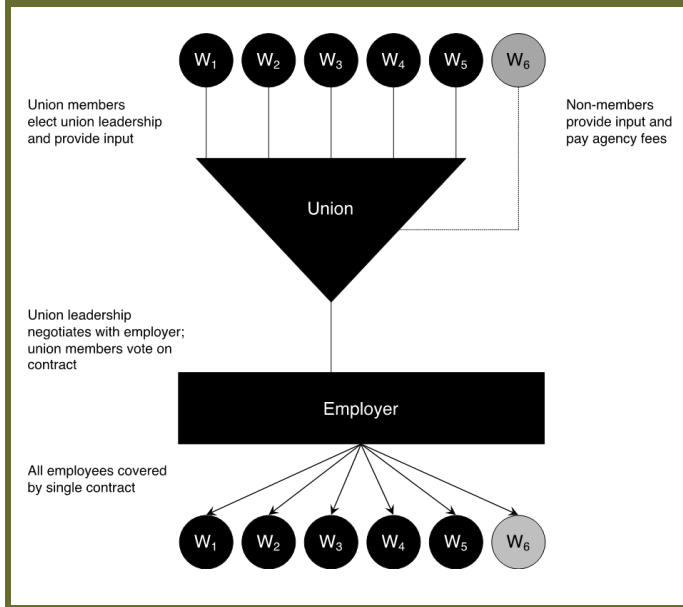 W₁ W₂ W₃ W₄ W₅ W₆
Union members
elect union leadership
and provide input
Non-members
provide input and
pay agency fees
Union
Union leadership
negotiates with employer;
union members vote on
contract
Employer
All employees covered
by single contract
W₁ W₂ W₃ W₄ W₅ W₆